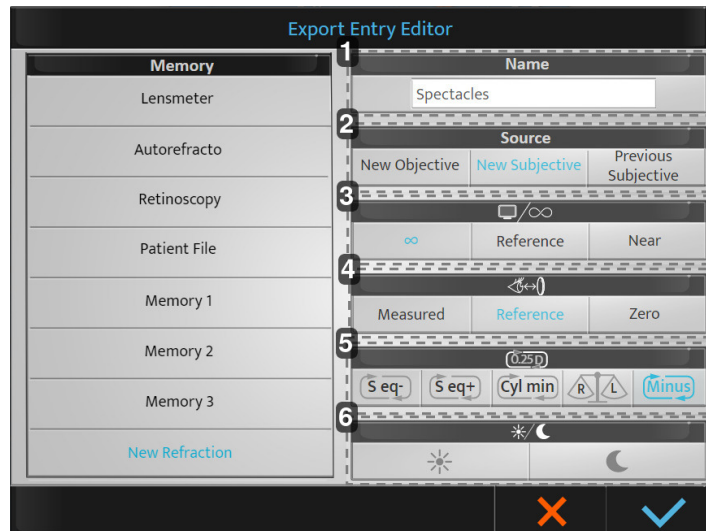 Export Entry Editor
Memory
Lensmeter
Autorefracto
Retinoscopy
Patient File
Memory 1
Memory 2
Memory 3
New Refraction
1
Name
Spectacles
2
Source
New Objective New Subjective Previous
Subjective
3
/∞
∞ Reference Near
4
Measured Reference Zero
5
0.25 D
S eq- S eq+ Cyl min R L Minus
6